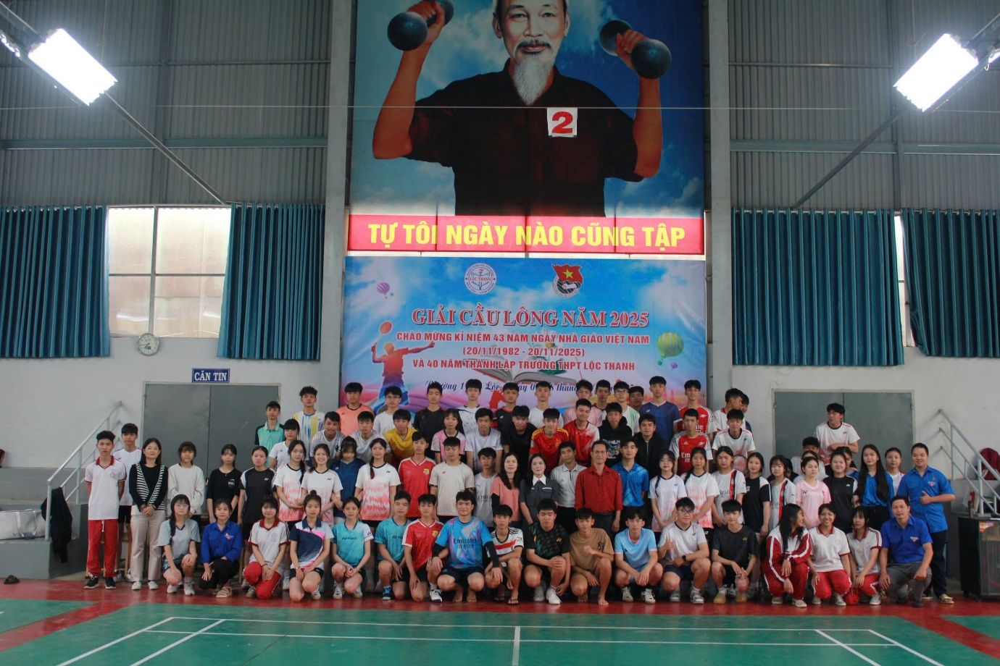 2
TỰ TÔI NGÀY NÀO CŨNG TẬP
LỘC THANH
GIẢI CẦU LÔNG NĂM 2025
CHÀO MỪNG KỈ NIỆM 43 NĂM NGÀY NHÀ GIÁO VIỆT NAM
(20/11/1982 - 20/11/2025)
VÀ 40 NĂM THÀNH LẬP TRƯỜNG THPT LỘC THANH
CĂN TIN